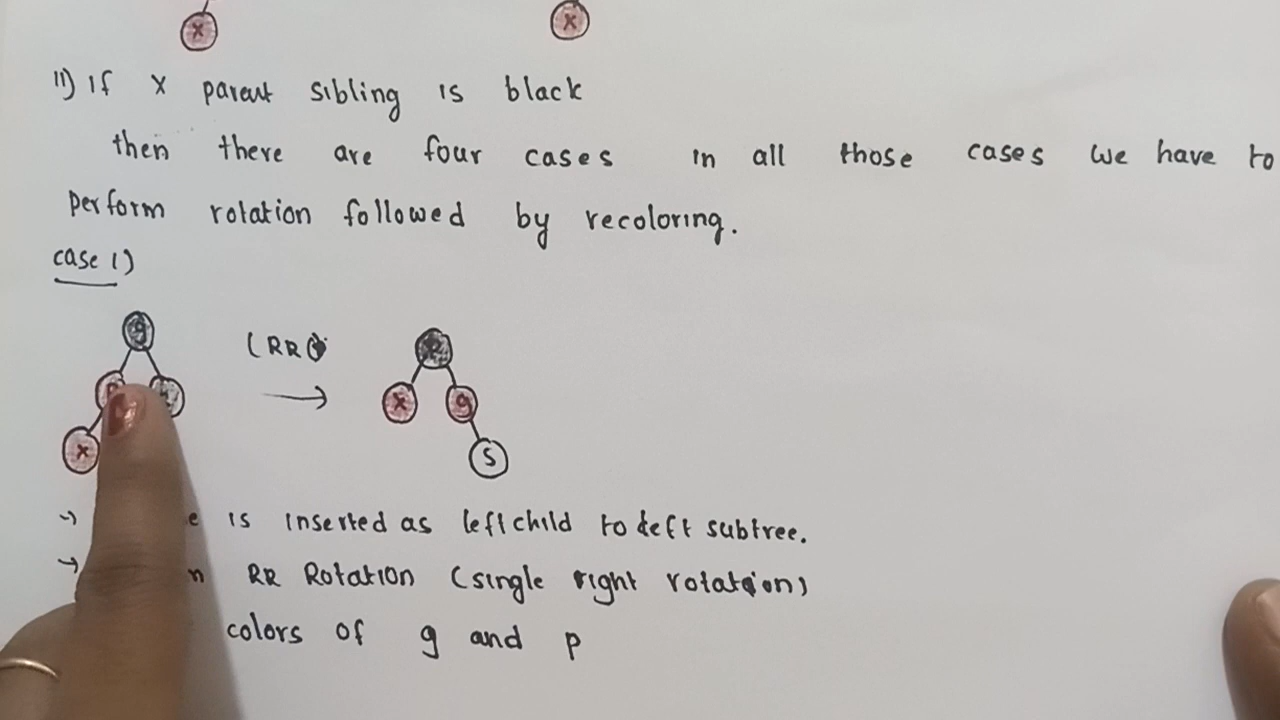 x x
II) If x parent sibling is black
then there are four cases in all those cases we have to
perform rotation followed by recoloring.
case 1)
g (RR) p
p x g
x s
→ e is inserted as left child to left subtree.
→ n RR Rotation (single right rotation)
colors of g and p